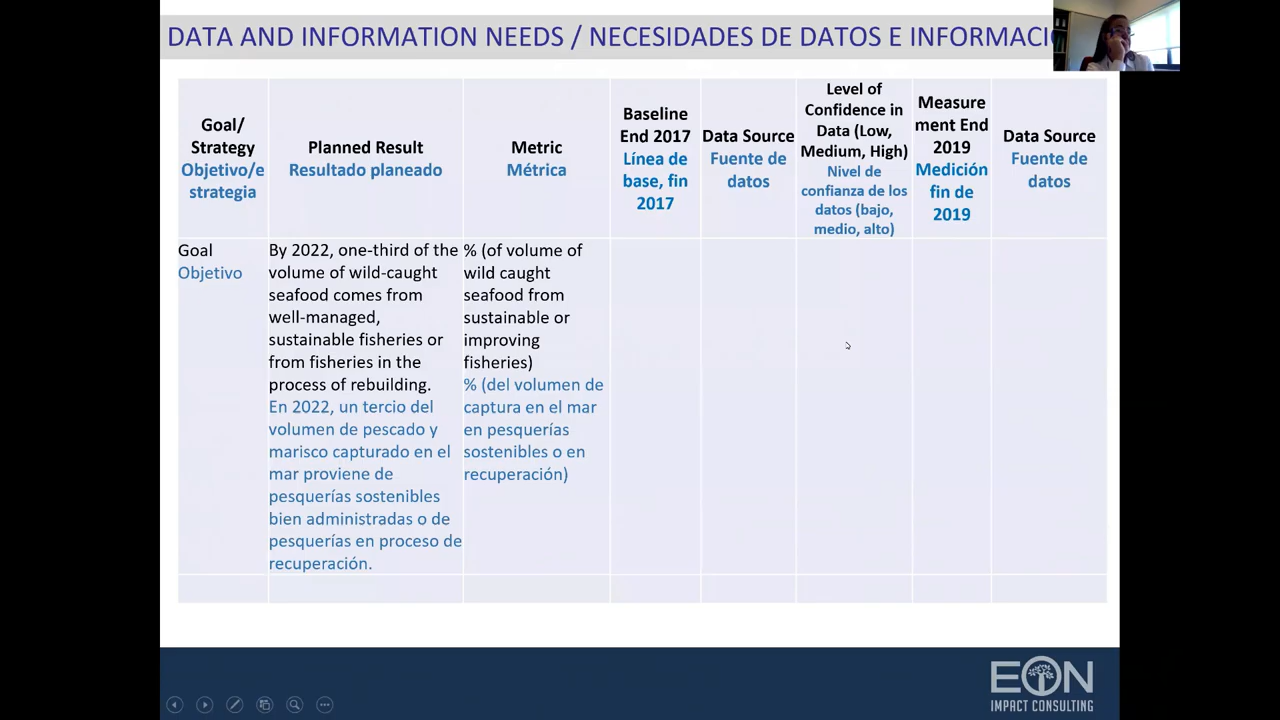 DATA AND INFORMATION NEEDS / NECESIDADES DE DATOS E INFORMACI
Goal/
Strategy
Objetivo/e
strategia
Planned Result
Resultado planeado
Metric
Métrica
Baseline
End 2017
Línea de
base, fin
2017
Data Source
Fuente de
datos
Level of
Confidence in
Data (Low,
Medium, High)
Nivel de
confianza de los
datos (bajo,
medio, alto)
Measure
ment End
2019
Medición
fin de
2019
Data Source
Fuente de
datos
Goal
Objetivo
By 2022, one-third of the
volume of wild-caught
seafood comes from
well-managed,
sustainable fisheries or
from fisheries in the
process of rebuilding.
En 2022, un tercio del
volumen de pescado y
marisco capturado en el
mar proviene de
pesquerías sostenibles
bien administradas o de
pesquerías en proceso de
recuperación.
% (of volume of
wild caught
seafood from
sustainable or
improving
fisheries)
% (del volumen de
captura en el mar
en pesquerías
sostenibles o en
recuperación)
EON
IMPACT CONSULTING